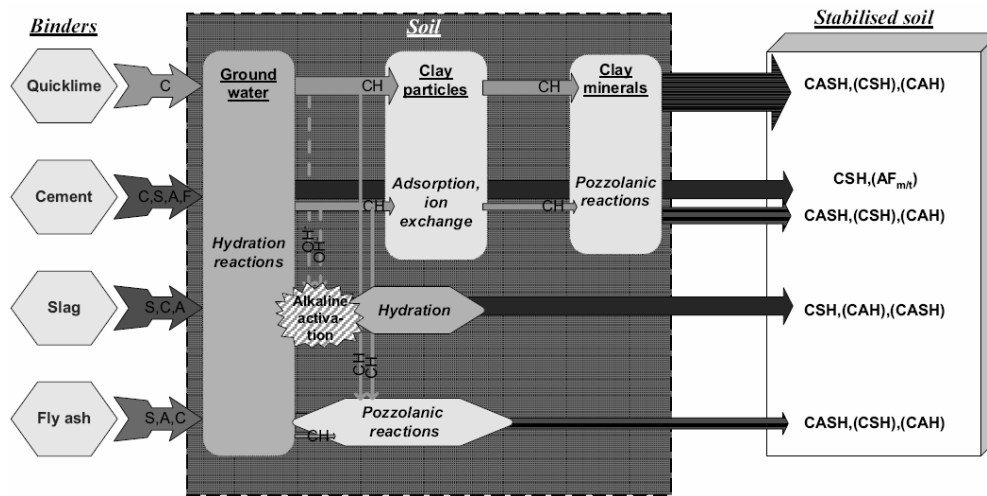 Binders
Soil
Stabilised soil
Quicklime
C
Ground
water
CH
Clay
particles
CH
Clay
minerals
CASH,(CSH),(CAH)
Cement
C,S,A,F
CH
Adsorption,
ion
exchange
CH
Pozzolanic
reactions
CSH,(AFm/t)
CASH,(CSH),(CAH)
Hydration
reactions
OH⁻
OH⁻
Slag
S,C,A
Alkaline
activa-
tion
Hydration
CSH,(CAH),(CASH)
CH
CH
Fly ash
S,A,C
CH
Pozzolanic
reactions
CASH,(CSH),(CAH)